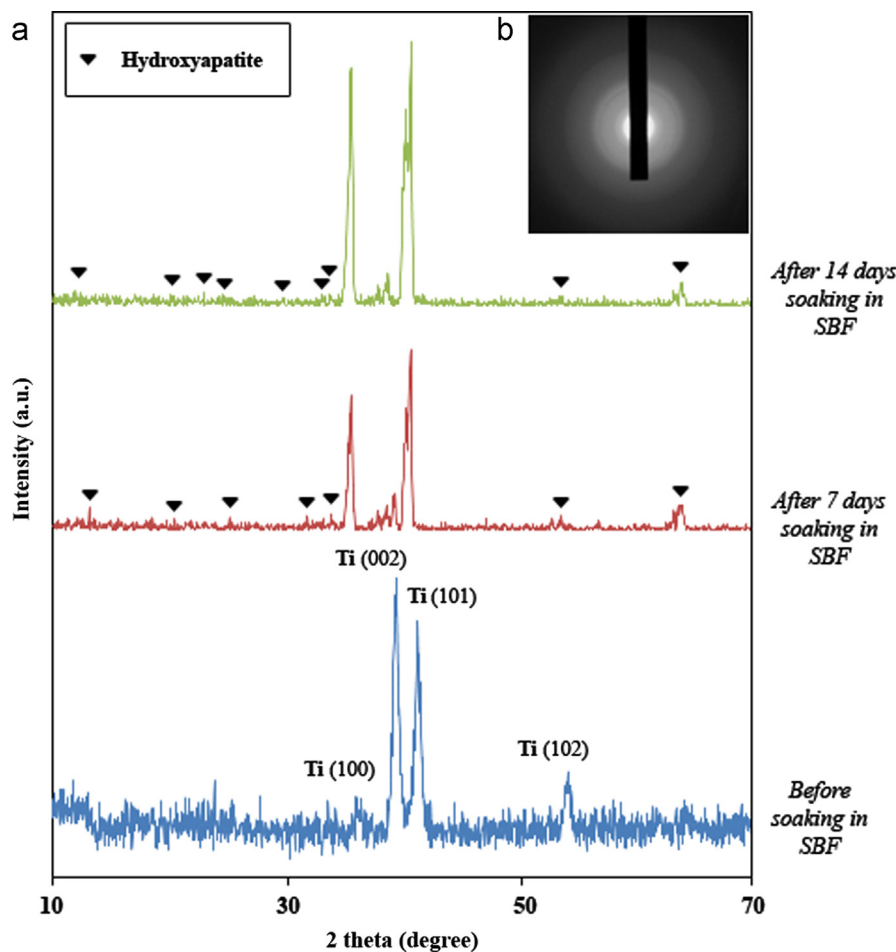 a
b
Hydroxyapatite
After 14 days
soaking in
SBF
After 7 days
soaking in
SBF
Ti (002)
Ti (101)
Ti (100)
Ti (102)
Before
soaking in
SBF
Intensity (a.u.)
10
30
50
70
2 theta (degree)